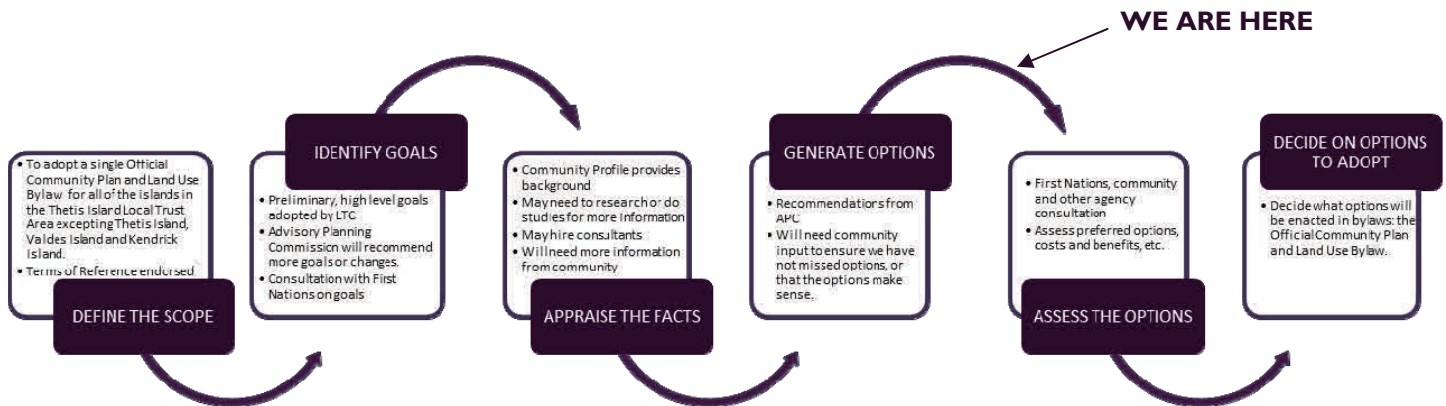 WE ARE HERE
• To adopt a single Official
Community Plan and Land Use
Bylaw for all of the islands in
the Thetis Island Local Trust
Area excepting Thetis Island,
Valdes Island and Kendrick
Island.
• Terms of Reference endorsed
DEFINE THE SCOPE
IDENTIFY GOALS
• Preliminary, high level goals
adopted by LTC
• Advisory Planning
Commission will recommend
more goals or changes.
• Consultation with First
Nations on goals
• Community Profile provides
background
• May need to research or do
studies for more information
• May hire consultants
• Will need more information
from community
APPRAISE THE FACTS
GENERATE OPTIONS
• Recommendations from
APC
• Will need community
input to ensure we have
not missed options, or
that the options make
sense.
• First Nations, community
and other agency
consultation
• Assess preferred options,
costs and benefits, etc.
ASSESS THE OPTIONS
DECIDE ON OPTIONS
TO ADOPT
• Decide what options will
be enacted in bylaws: the
Official Community Plan
and Land Use Bylaw.